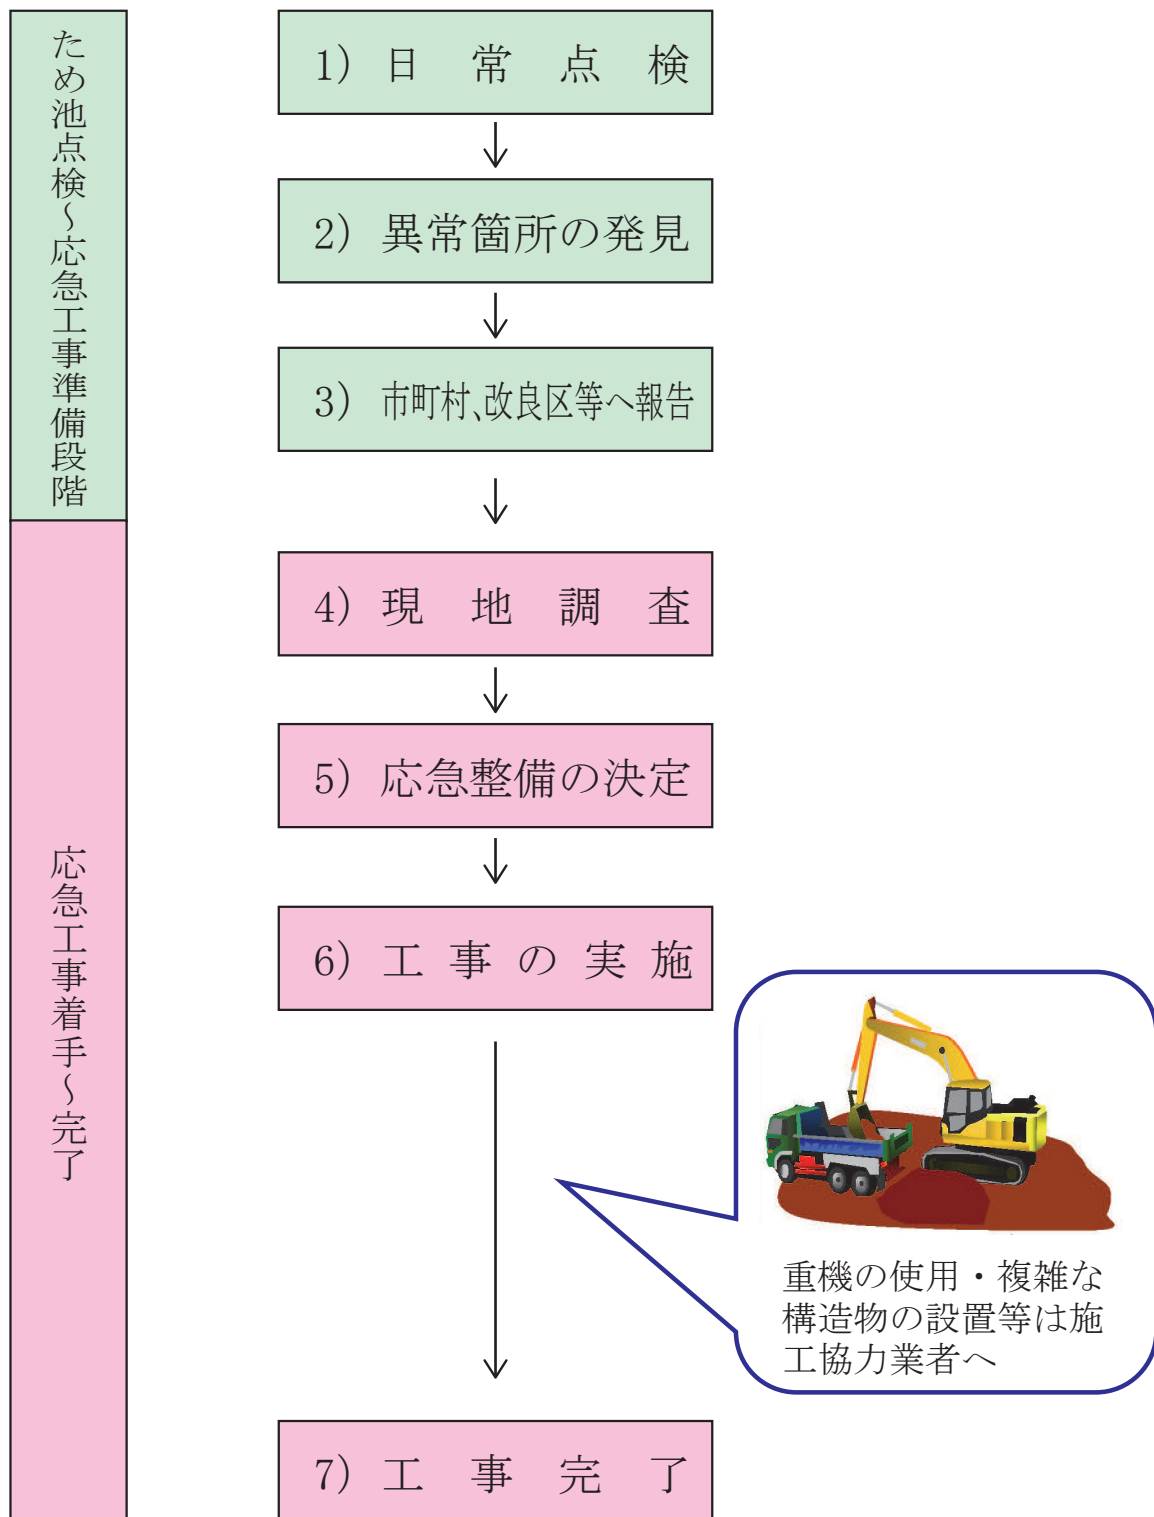 ため池点検～応急工事準備段階
1）日常点検
2）異常箇所の発見
3）市町村、改良区等へ報告
応急工事着手～完了
4）現地調査
5）応急整備の決定
6）工事の実施
重機の使用・複雑な
構造物の設置等は施
工協力業者へ
7）工事完了